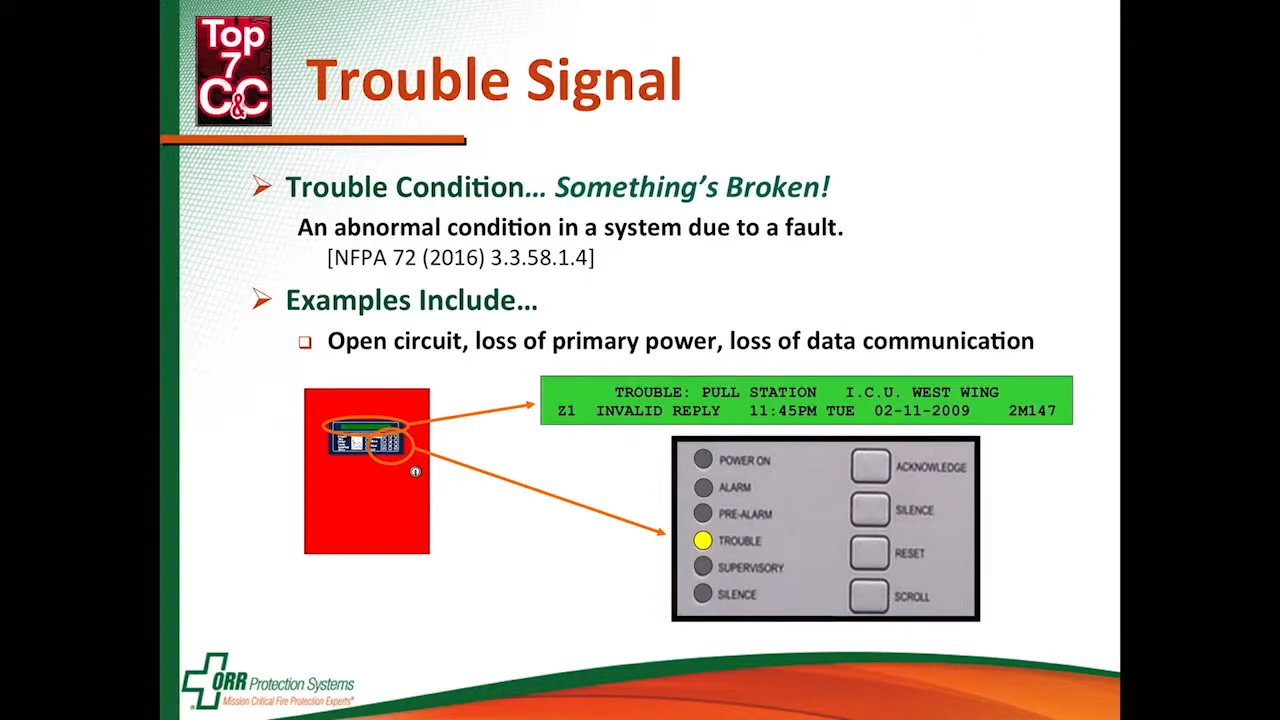 Top
7
C&C
Trouble Signal
Trouble Condition… Something's Broken!
An abnormal condition in a system due to a fault.
[NFPA 72 (2016) 3.3.58.1.4]
Examples Include…
Open circuit, loss of primary power, loss of data communication
TROUBLE: PULL STATION I.C.U. WEST WING
Z1 INVALID REPLY 11:45PM TUE 02-11-2009 2M147
POWER ON
ALARM
PRE-ALARM
TROUBLE
SUPERVISORY
SILENCE
ACKNOWLEDGE
SILENCE
RESET
SCROLL
ORR Protection Systems
Mission Critical Fire Protection Experts®